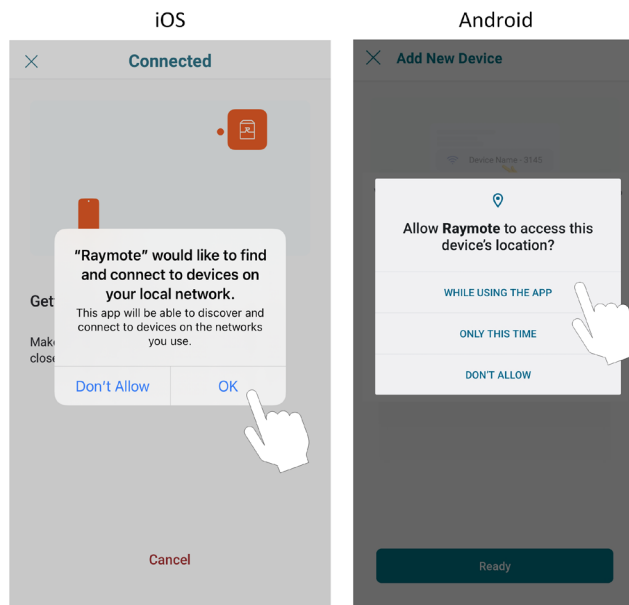 iOS
Connected
"Raymote" would like to find
and connect to devices on
your local network.
This app will be able to discover and
connect to devices on the networks
you use.
Don't Allow
OK
Get
Mak
close
Cancel
Android
Add New Device
Device Name - 3145
Allow Raymote to access this
device's location?
WHILE USING THE APP
ONLY THIS TIME
DON'T ALLOW
Ready